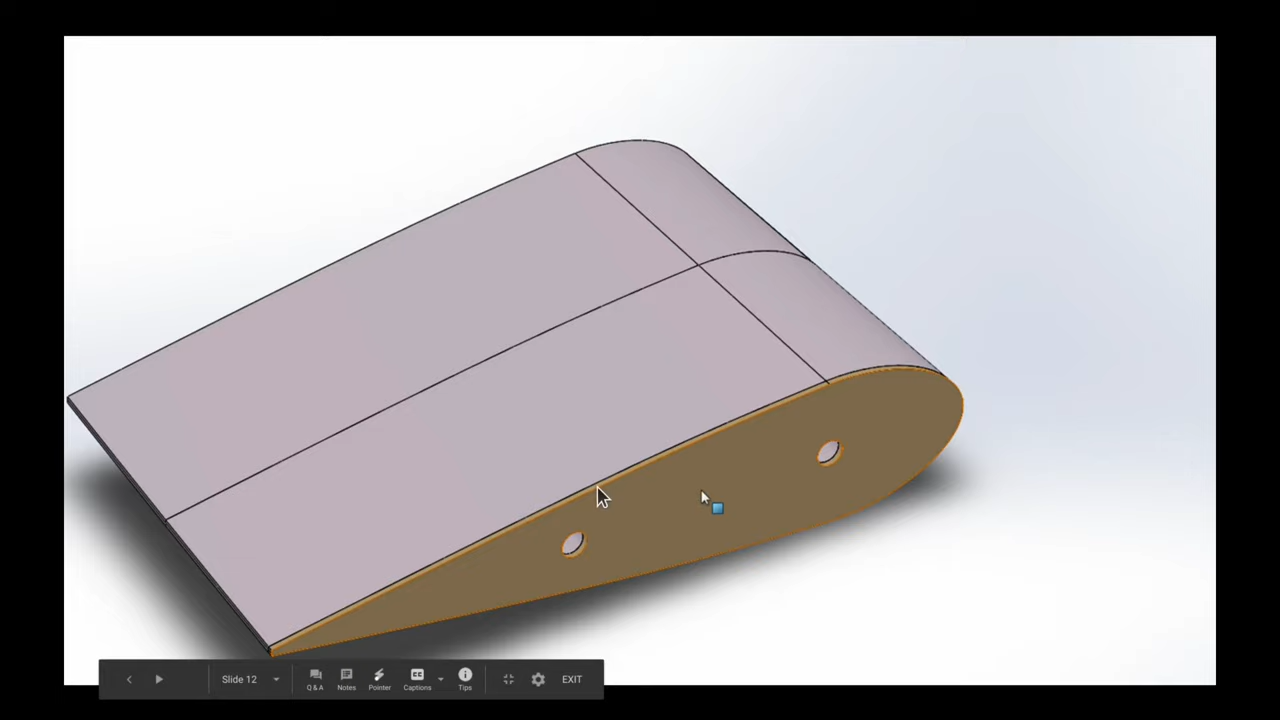 Slide 12
Q & A
Notes
Pointer
CC
Captions
Tips
EXIT